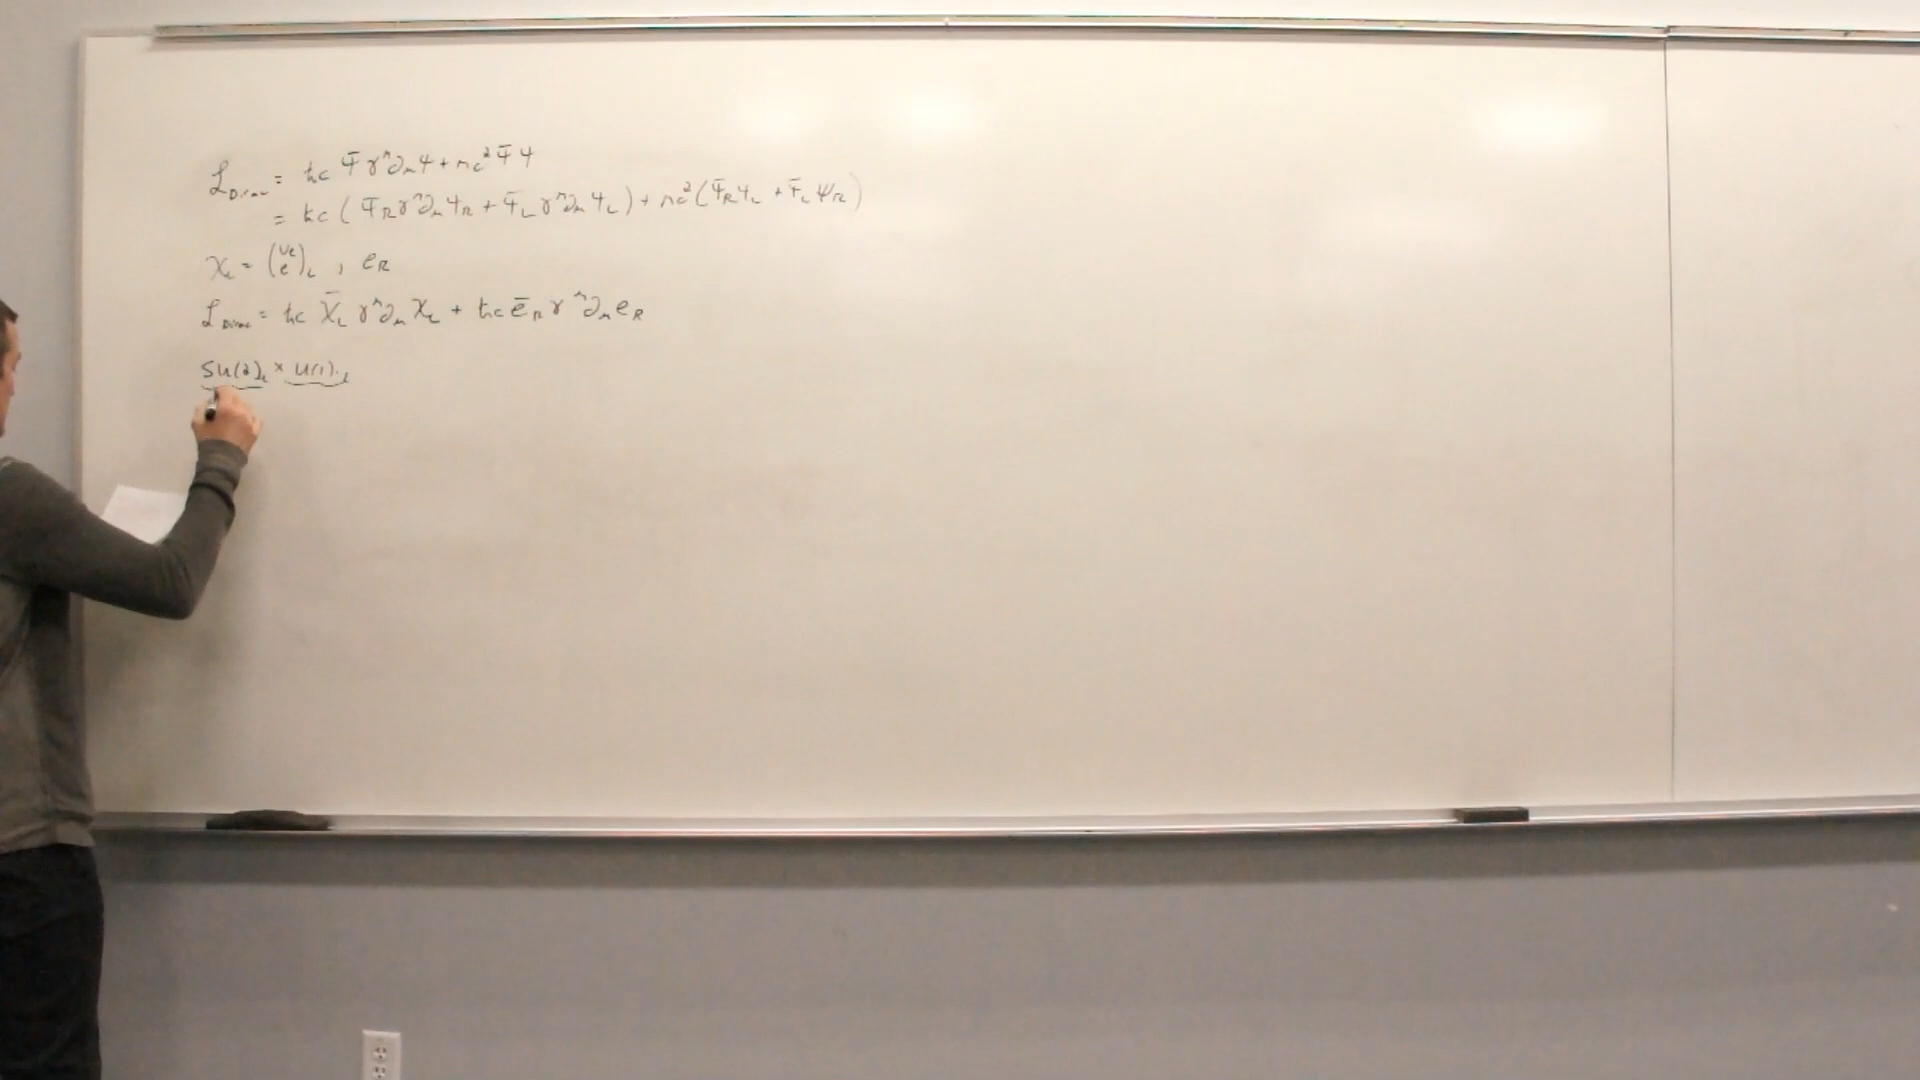 ℒ_Dirac = ħc Ψ̄ γ^μ ∂_μ Ψ + mc² Ψ̄ Ψ
= ħc ( Ψ̄_R γ^μ ∂_μ Ψ_R + Ψ̄_L γ^μ ∂_μ Ψ_L ) + mc² ( Ψ̄_R Ψ_L + Ψ̄_L Ψ_R )
χ_L = (ν_e e)_L , e_R
ℒ_Dirac = ħc χ̄_L γ^μ ∂_μ χ_L + ħc ē_R γ^μ ∂_μ e_R
SU(2)_L × U(1)